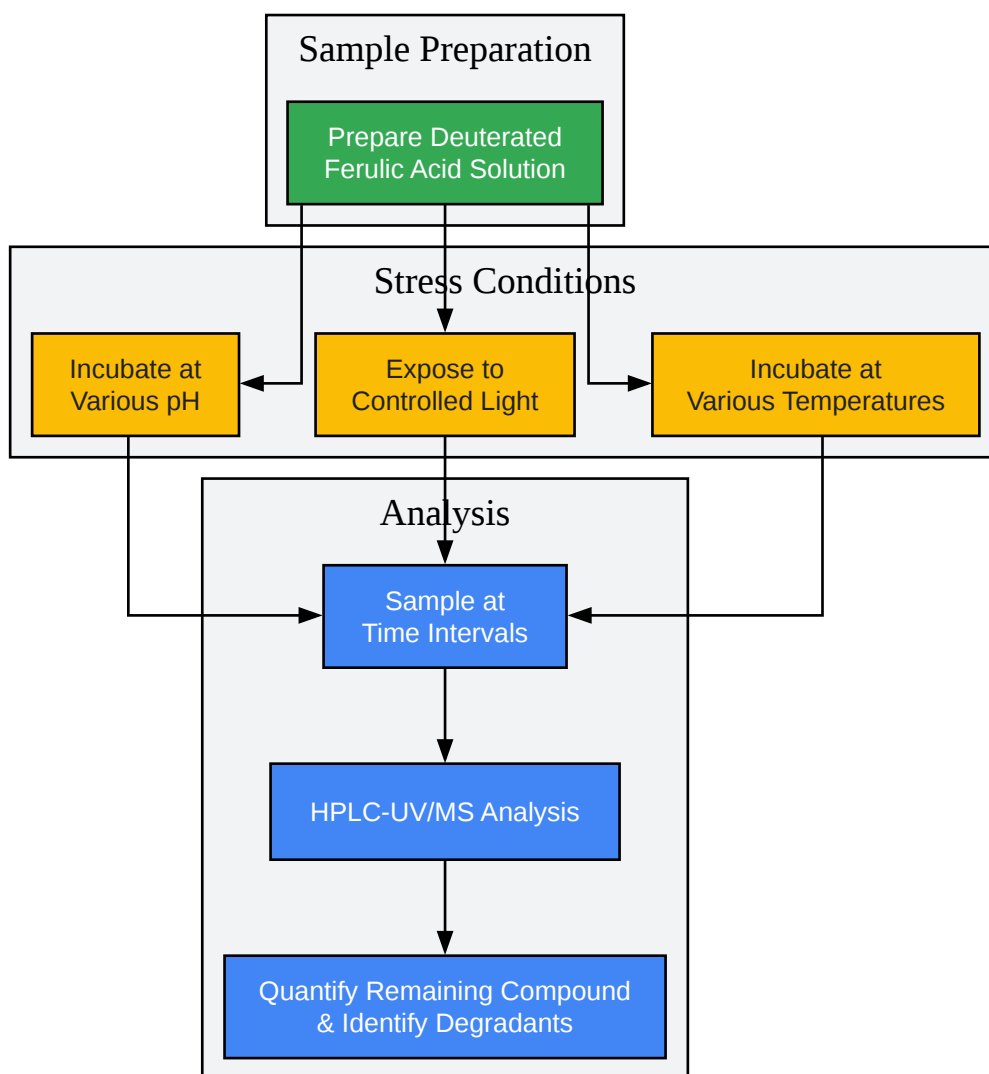 Sample Preparation
Prepare Deuterated
Ferulic Acid Solution
Stress Conditions
Incubate at
Various pH
Expose to
Controlled Light
Incubate at
Various Temperatures
Analysis
Sample at
Time Intervals
HPLC-UV/MS Analysis
Quantify Remaining Compound
& Identify Degradants